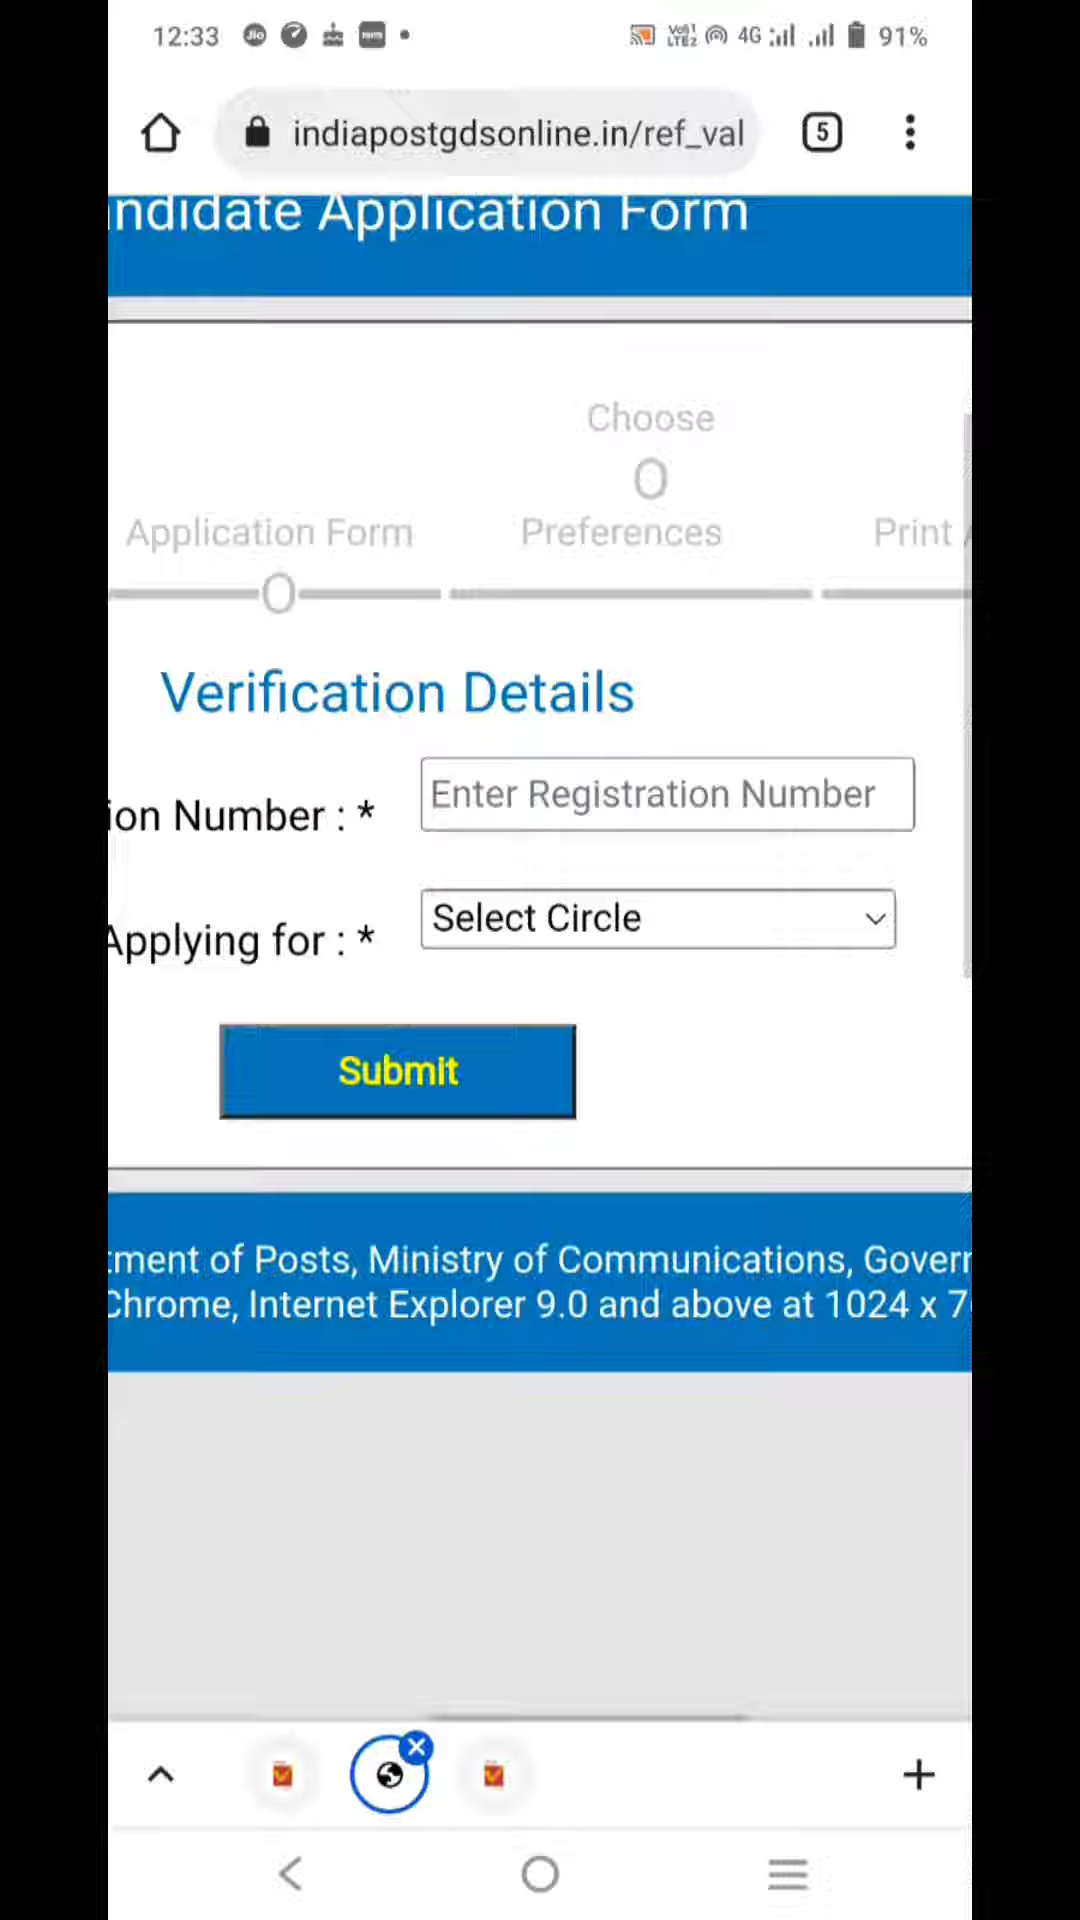 12:33
Jio
4G
91%
indiapostgdsonline.in/ref_val
5
ndidate Application Form
Choose
Application Form
Preferences
Print
Verification Details
ion Number : *
Enter Registration Number
Applying for : *
Select Circle
Submit
tment of Posts, Ministry of Communications, Govern
Chrome, Internet Explorer 9.0 and above at 1024 x 7